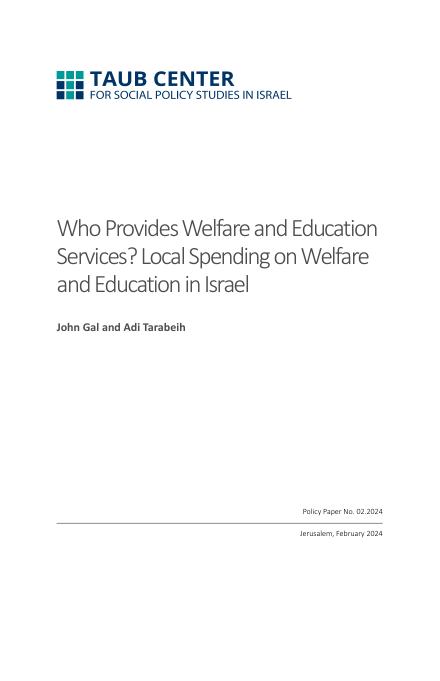 TAUB CENTER
FOR SOCIAL POLICY STUDIES IN ISRAEL
Who Provides Welfare and Education
Services? Local Spending on Welfare
and Education in Israel
John Gal and Adi Tarabeih
Policy Paper No. 02.2024
Jerusalem, February 2024